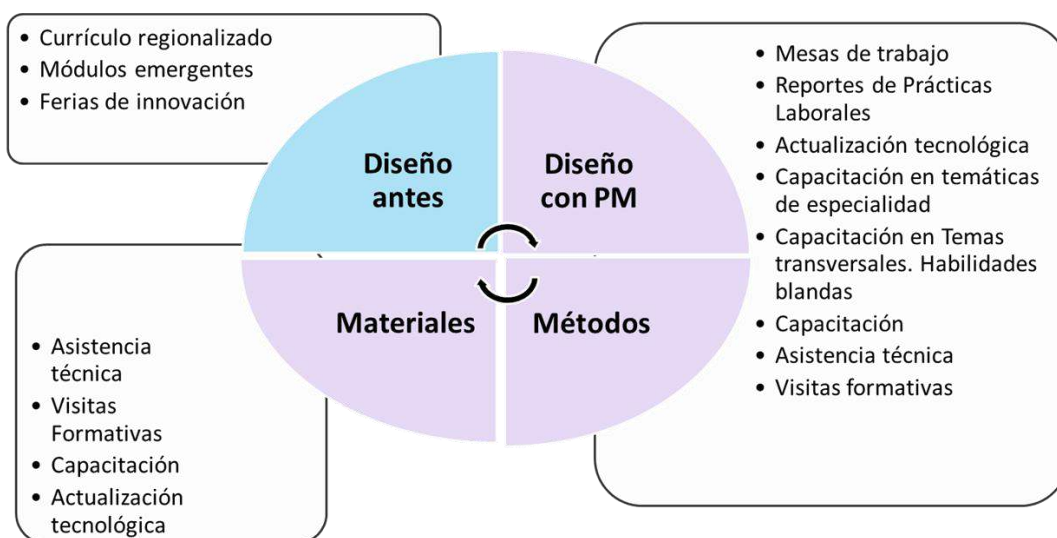 • Currículo regionalizado
• Módulos emergentes
• Ferias de innovación
Diseño
antes
Diseño
con PM
Materiales
Métodos
• Mesas de trabajo
• Reportes de Prácticas
Laborales
• Actualización tecnológica
• Capacitación en temáticas
de especialidad
• Capacitación en Temas
transversales. Habilidades
blandas
• Capacitación
• Asistencia técnica
• Visitas formativas
• Asistencia
técnica
• Visitas
Formativas
• Capacitación
• Actualización
tecnológica